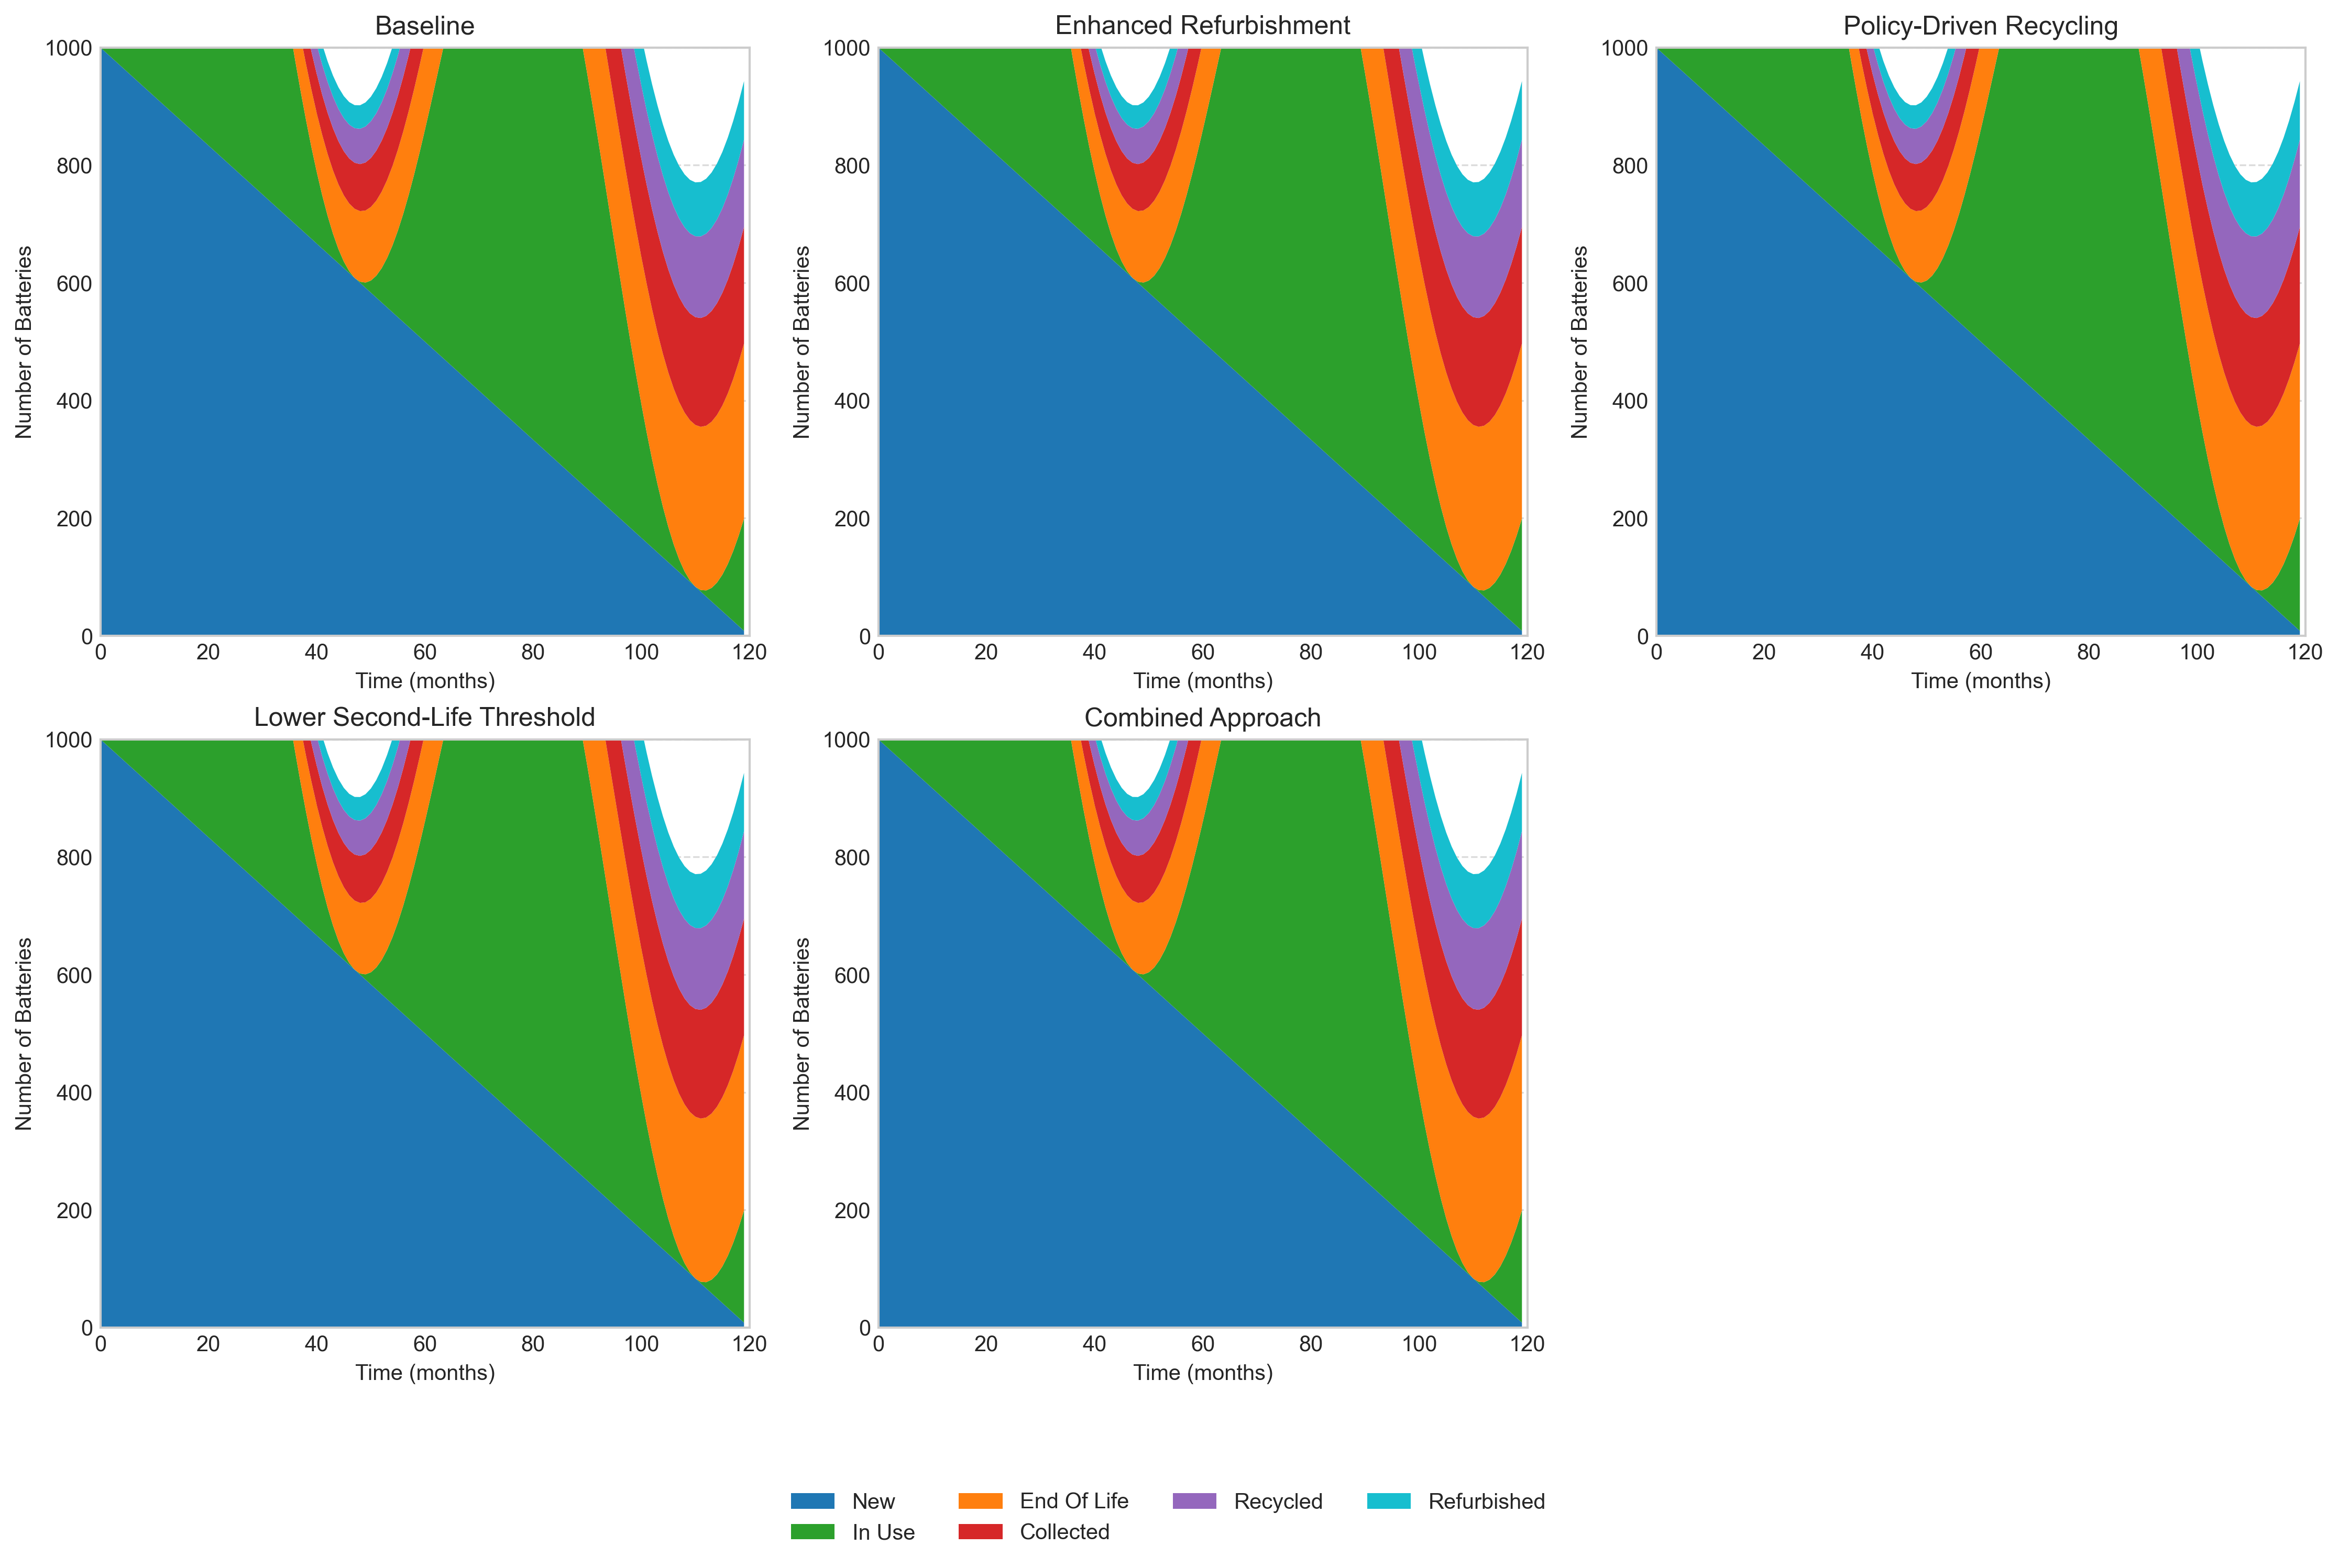 Baseline
Enhanced Refurbishment
Policy-Driven Recycling
1000
800
600
400
200
0
Number of Batteries
0 20 40 60 80 100 120
Time (months)
1000
800
600
400
200
0
Number of Batteries
0 20 40 60 80 100 120
Time (months)
1000
800
600
400
200
0
Number of Batteries
0 20 40 60 80 100 120
Time (months)
Lower Second-Life Threshold
Combined Approach
1000
800
600
400
200
0
Number of Batteries
0 20 40 60 80 100 120
Time (months)
1000
800
600
400
200
0
Number of Batteries
0 20 40 60 80 100 120
Time (months)
New End Of Life Recycled Refurbished
In Use Collected